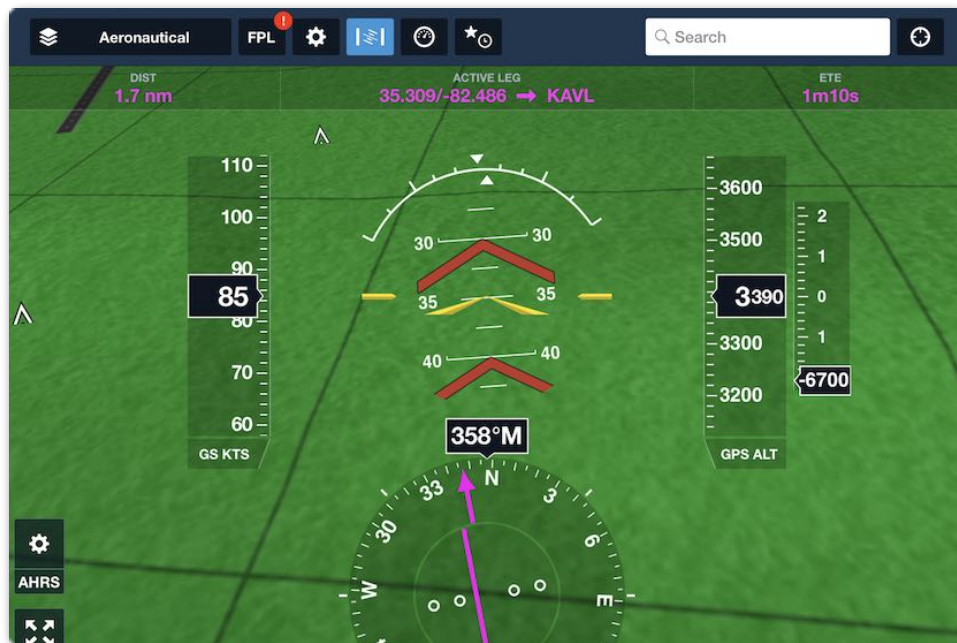 Aeronautical
FPL
!
Search
DIST
1.7 nm
ACTIVE LEG
35.309/-82.486 → KAVL
ETE
1m10s
110
100
90
85
80
70
60
GS KTS
30 30
35 35
40 40
3600
3500
3390
3300
3200
GPS ALT
2
1
0
1
-6700
358°M
33 N 3
30 6
W E
AHRS